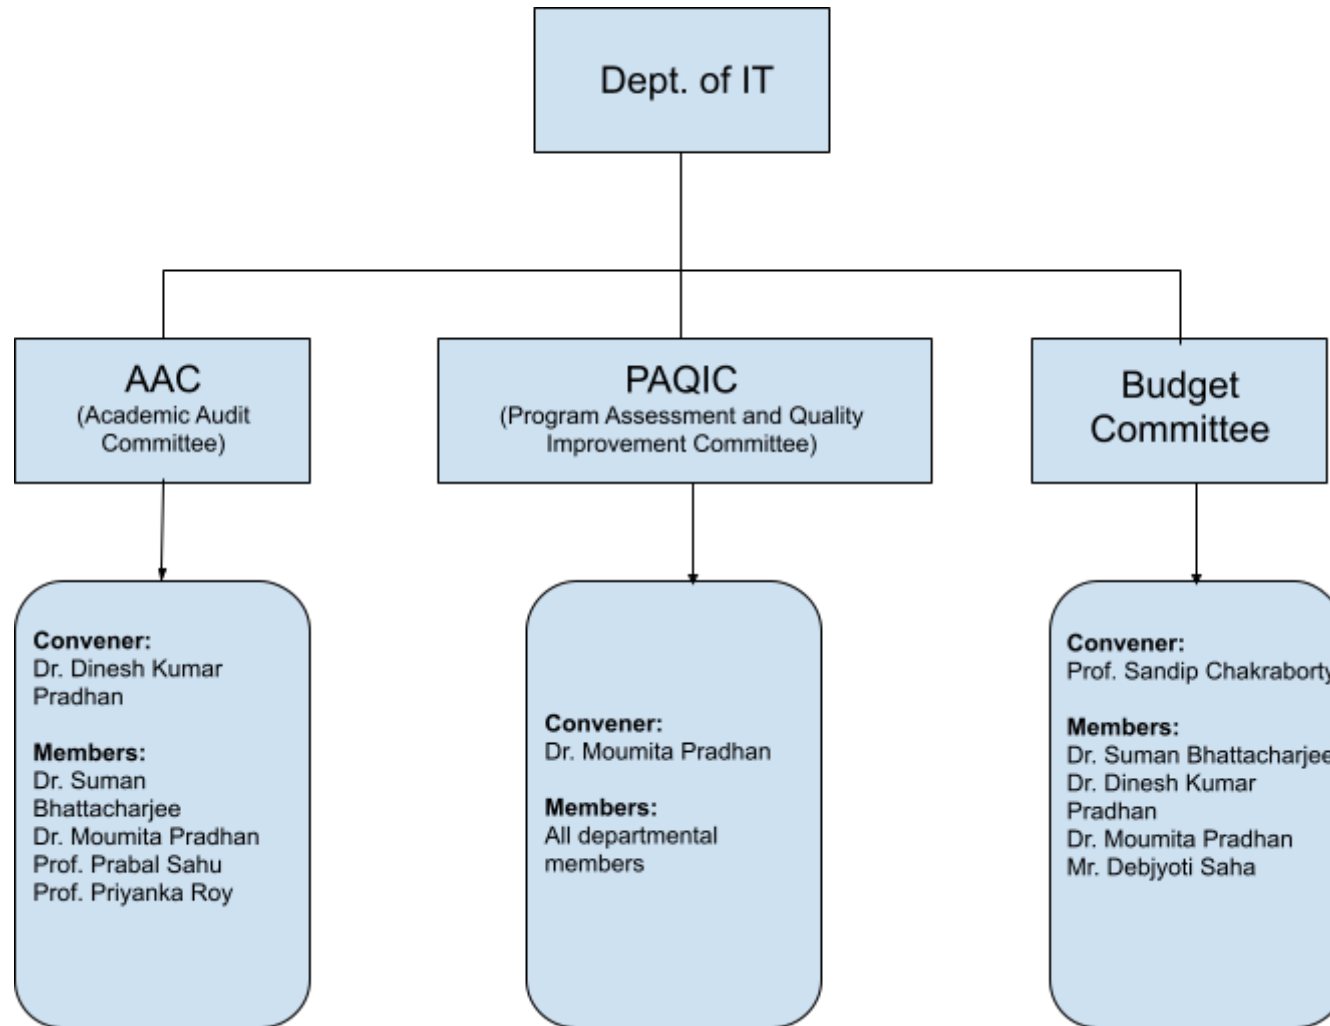 Dept. of IT
AAC
(Academic Audit
Committee)
PAQIC
(Program Assessment and Quality
Improvement Committee)
Budget
Committee
Convener:
Dr. Dinesh Kumar
Pradhan
Members:
Dr. Suman
Bhattacharjee
Dr. Moumita Pradhan
Prof. Prabal Sahu
Prof. Priyanka Roy
Convener:
Dr. Moumita Pradhan
Members:
All departmental
members
Convener:
Prof. Sandip Chakraborty
Members:
Dr. Suman Bhattacharjee
Dr. Dinesh Kumar
Pradhan
Dr. Moumita Pradhan
Mr. Debjyoti Saha